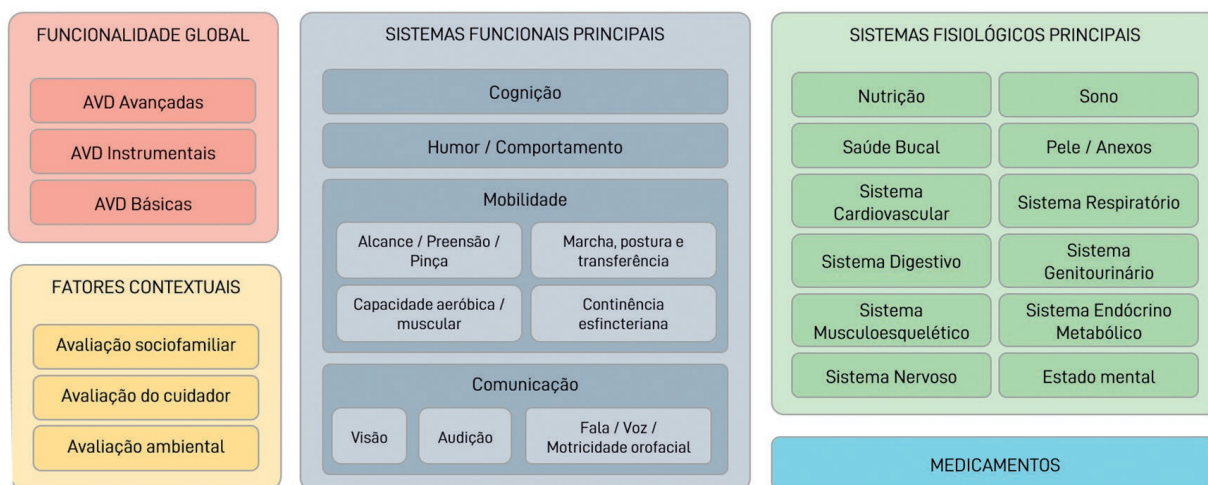 FUNCIONALIDADE GLOBAL
AVD Avançadas
AVD Instrumentais
AVD Básicas
FATORES CONTEXTUAIS
Avaliação sociofamiliar
Avaliação do cuidador
Avaliação ambiental
SISTEMAS FUNCIONAIS PRINCIPAIS
Cognição
Humor / Comportamento
Mobilidade
Alcance / Preensão /
Pinça
Marcha, postura e
transferência
Capacidade aeróbica /
muscular
Continência
esfincteriana
Comunicação
Visão
Audição
Fala / Voz /
Motricidade orofacial
SISTEMAS FISIOLÓGICOS PRINCIPAIS
Nutrição
Sono
Saúde Bucal
Pele / Anexos
Sistema
Cardiovascular
Sistema Respiratório
Sistema Digestivo
Sistema
Genitourinário
Sistema
Musculoesquelético
Sistema Endócrino
Metabólico
Sistema Nervoso
Estado mental
MEDICAMENTOS